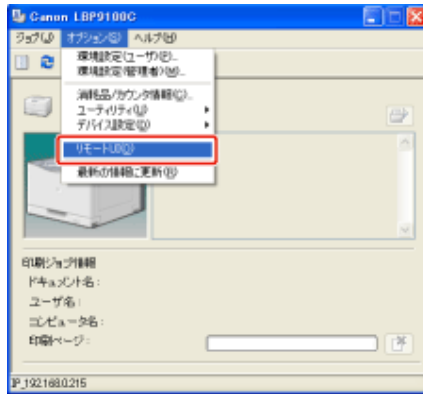 Canon LBP9100C
ジョブ(J) オプション(O) ヘルプ(H)
環境設定(ユーザ)(P)...
環境設定(管理者)(M)...
消耗品/カウンタ情報(C)...
ユーティリティ(U)
デバイス設定(D)
リモートUI(O)
最新の情報に更新(R)
印刷ジョブ情報
ドキュメント名:
ユーザ名:
コンピュータ名:
印刷ページ:
IP_192.168.0.215